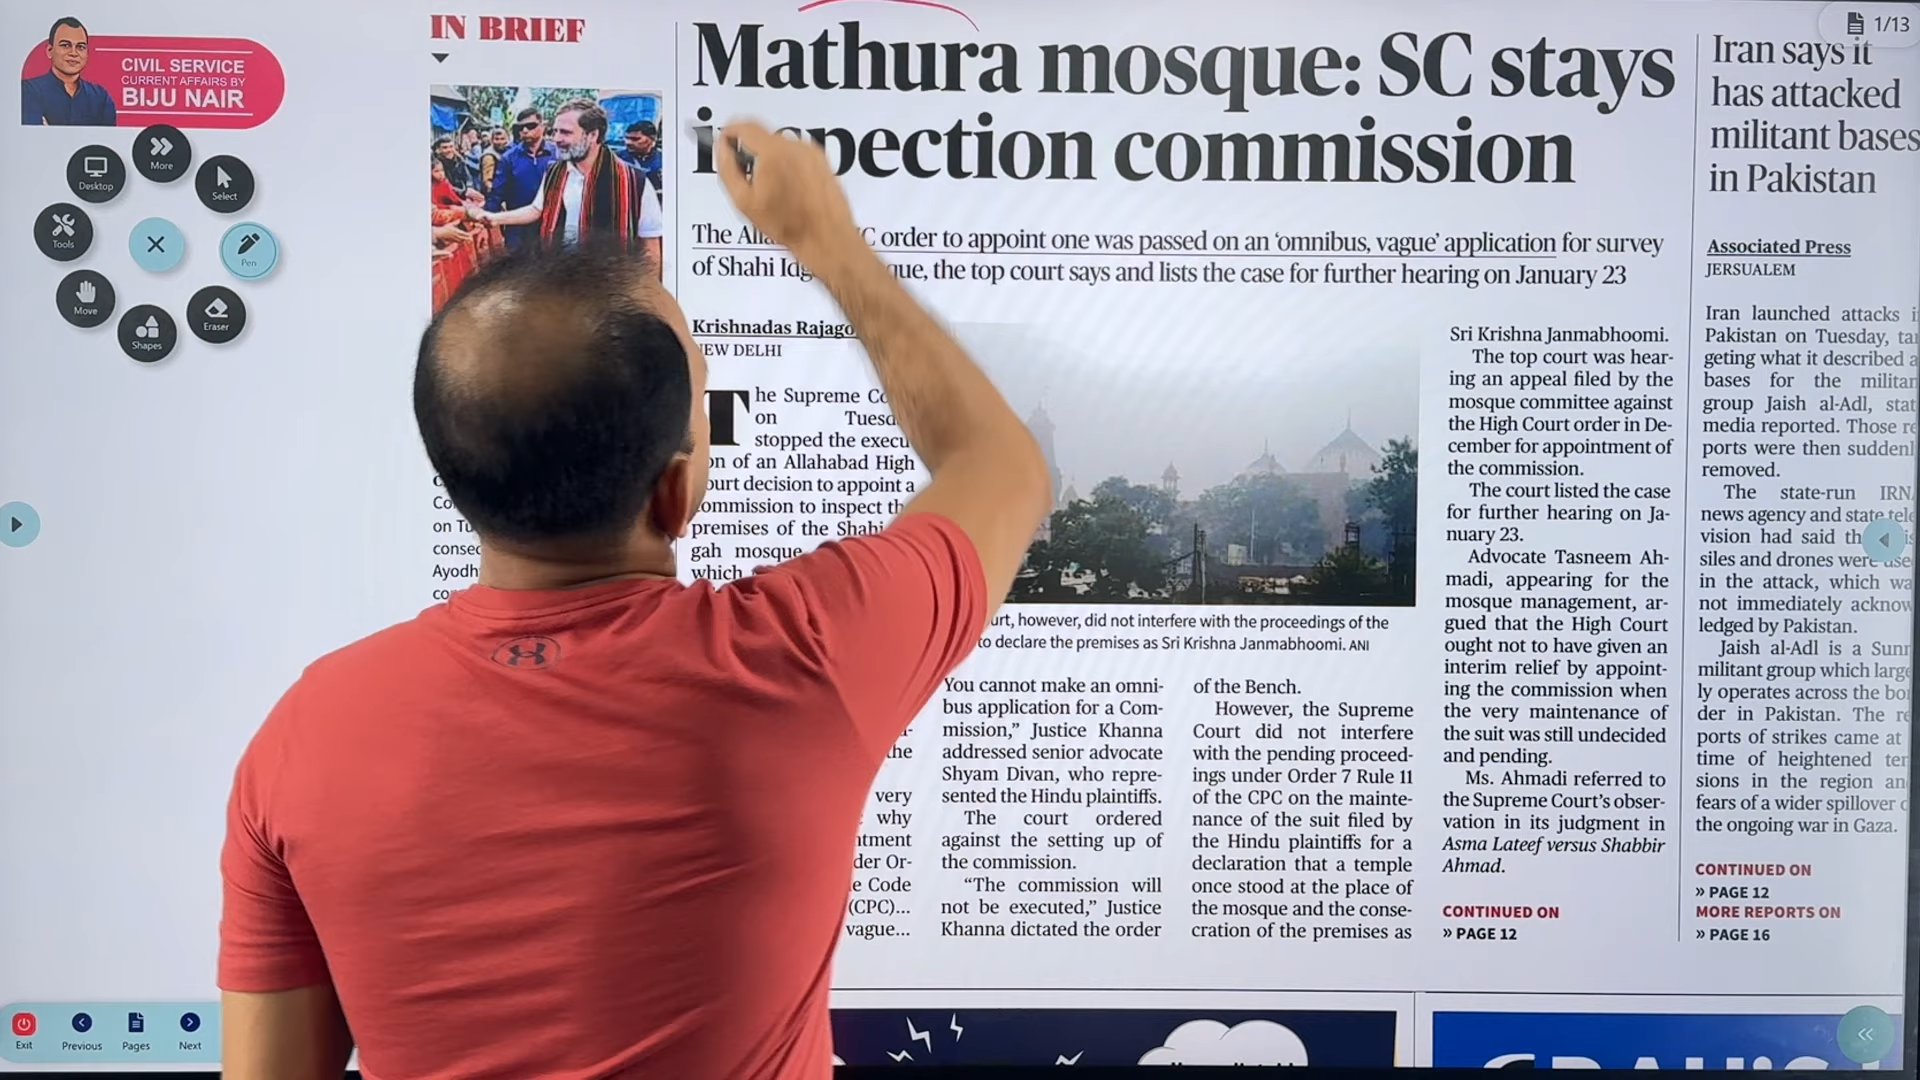 CIVIL SERVICE
CURRENT AFFAIRS BY
BIJU NAIR
More
Desktop
Select
Tools
Pen
Move
Eraser
Shapes
Exit
Previous
Pages
Next
1/13
IN BRIEF
on Tu
Ayodh
Mathura mosque: SC stays
inspection commission
The order to appoint one was passed on an ‘omnibus, vague’ application for survey
of Shahi the top court says and lists the case for further hearing on January 23
Krishnadas
NEW DELHI
The Supreme
on
stopped the
of an Allahabad High
decision to appoint a
commission to inspect
premises of the Shahi
gah mosque
which
the
very
why
der Or-
Code
(CPC)...
vague...
however, did not interfere with the proceedings of the
to declare the premises as Sri Krishna Janmabhoomi. ANI
You cannot make an omni-
bus application for a Com-
mission,” Justice Khanna
addressed senior advocate
Shyam Divan, who repre-
sented the Hindu plaintiffs.
The court ordered
against the setting up of
the commission.
“The commission will
not be executed,” Justice
Khanna dictated the order
of the Bench.
However, the Supreme
Court did not interfere
with the pending proceed-
ings under Order 7 Rule 11
of the CPC on the mainte-
nance of the suit filed by
the Hindu plaintiffs for a
declaration that a temple
once stood at the place of
the mosque and the conse-
cration of the premises as
Sri Krishna Janmabhoomi.
The top court was hear-
ing an appeal filed by the
mosque committee against
the High Court order in De-
cember for appointment of
the commission.
The court listed the case
for further hearing on Ja-
nuary 23.
Advocate Tasneem Ah-
madi, appearing for the
mosque management, ar-
gued that the High Court
ought not to have given an
interim relief by appoint-
ing the commission when
the very maintenance of
the suit was still undecided
and pending.
Ms. Ahmadi referred to
the Supreme Court’s obser-
vation in its judgment in
Asma Lateef versus Shabbir
Ahmad.
CONTINUED ON
» PAGE 12
Iran says it
has attacked
militant bases
in Pakistan
Associated Press
JERSUALEM
Iran launched attacks
Pakistan on Tuesday,
geting what it described
bases for the
group Jaish al-Adl,
media reported. Those
ports were then
removed.
The state-run
news agency and state
vision had said
siles and drones were
in the attack, which
not immediately
ledged by Pakistan.
Jaish al-Adl is a
militant group which
ly operates across the
der in Pakistan. The
ports of strikes came at
time of heightened
sions in the region
fears of a wider spillover
the ongoing war in Gaza.
CONTINUED ON
» PAGE 12
MORE REPORTS ON
» PAGE 16